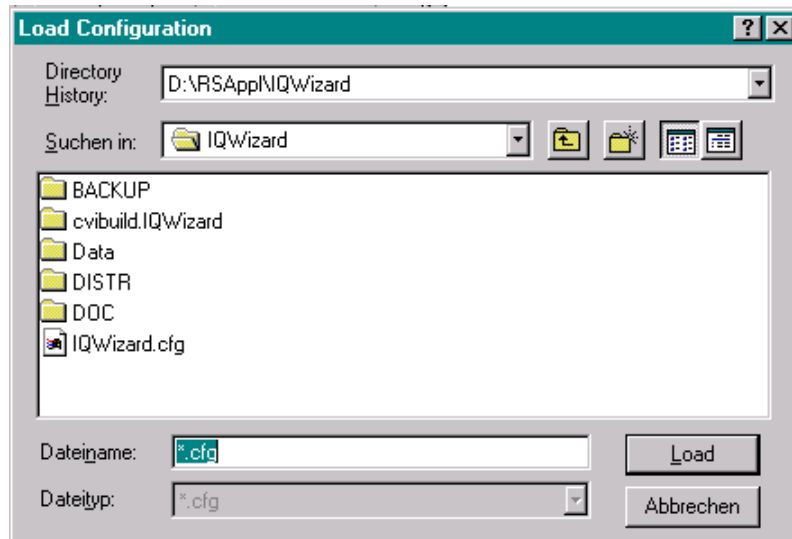 Load Configuration
Directory History:
D:\RSAppl\IQWizard
Suchen in:
IQWizard
BACKUP
cvibuild.IQWizard
Data
DISTR
DOC
IQWizard.cfg
Dateiname:
*.cfg
Load
Dateityp:
*.cfg
Abbrechen